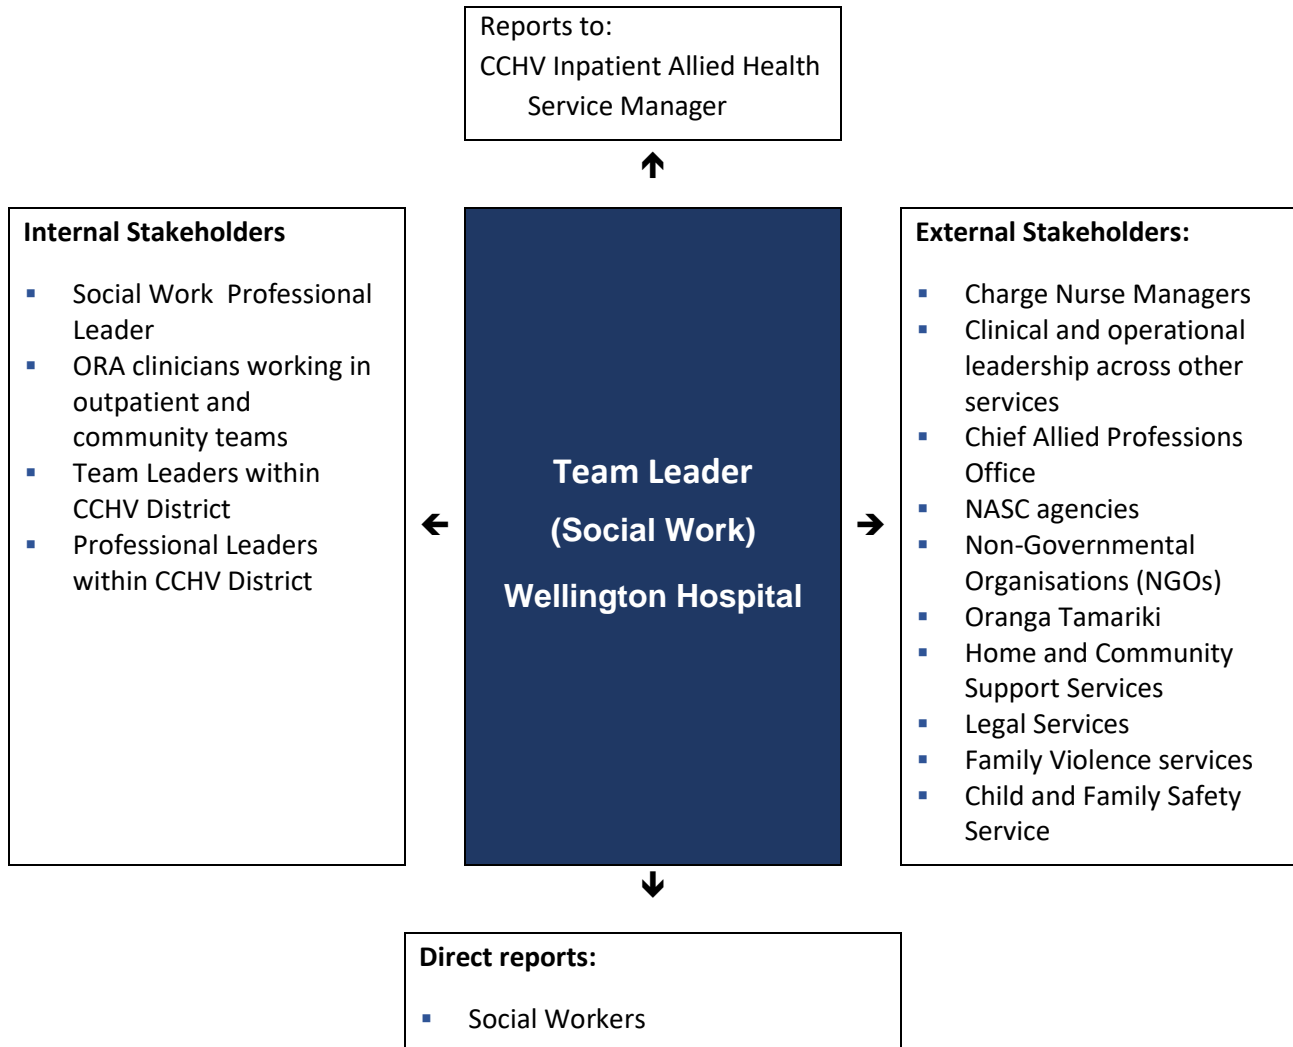 Reports to:
CCHV Inpatient Allied Health
Service Manager
Internal Stakeholders
▪ Social Work  Professional
Leader
▪ ORA clinicians working in
outpatient and
community teams
▪ Team Leaders within
CCHV District
▪ Professional Leaders
within CCHV District
Team Leader
(Social Work)
Wellington Hospital
External Stakeholders:
▪ Charge Nurse Managers
▪ Clinical and operational
leadership across other
services
▪ Chief Allied Professions
Office
▪ NASC agencies
▪ Non-Governmental
Organisations (NGOs)
▪ Oranga Tamariki
▪ Home and Community
Support Services
▪ Legal Services
▪ Family Violence services
▪ Child and Family Safety
Service
Direct reports:
▪ Social Workers